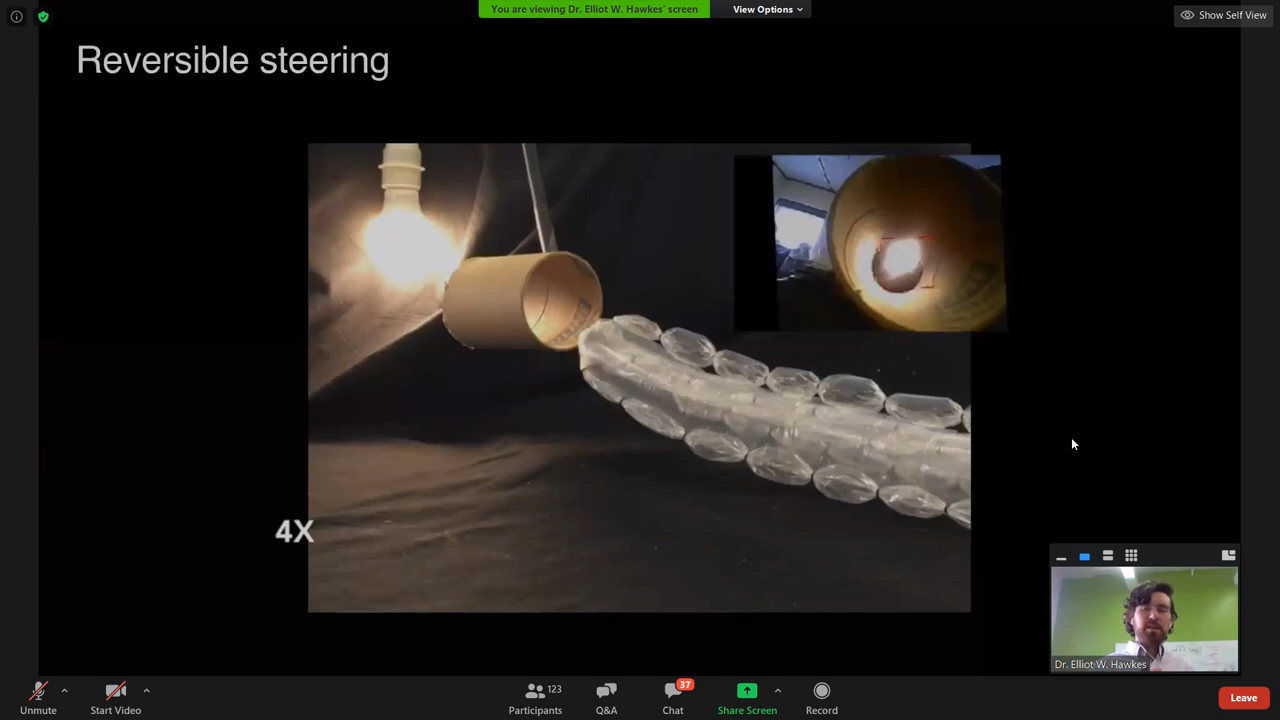 You are viewing Dr. Elliot W. Hawkes' screen
View Options
Show Self View
Reversible steering
4X
Dr. Elliot W. Hawkes
Unmute
Start Video
123
Participants
Q&A
37
Chat
Share Screen
Record
Leave